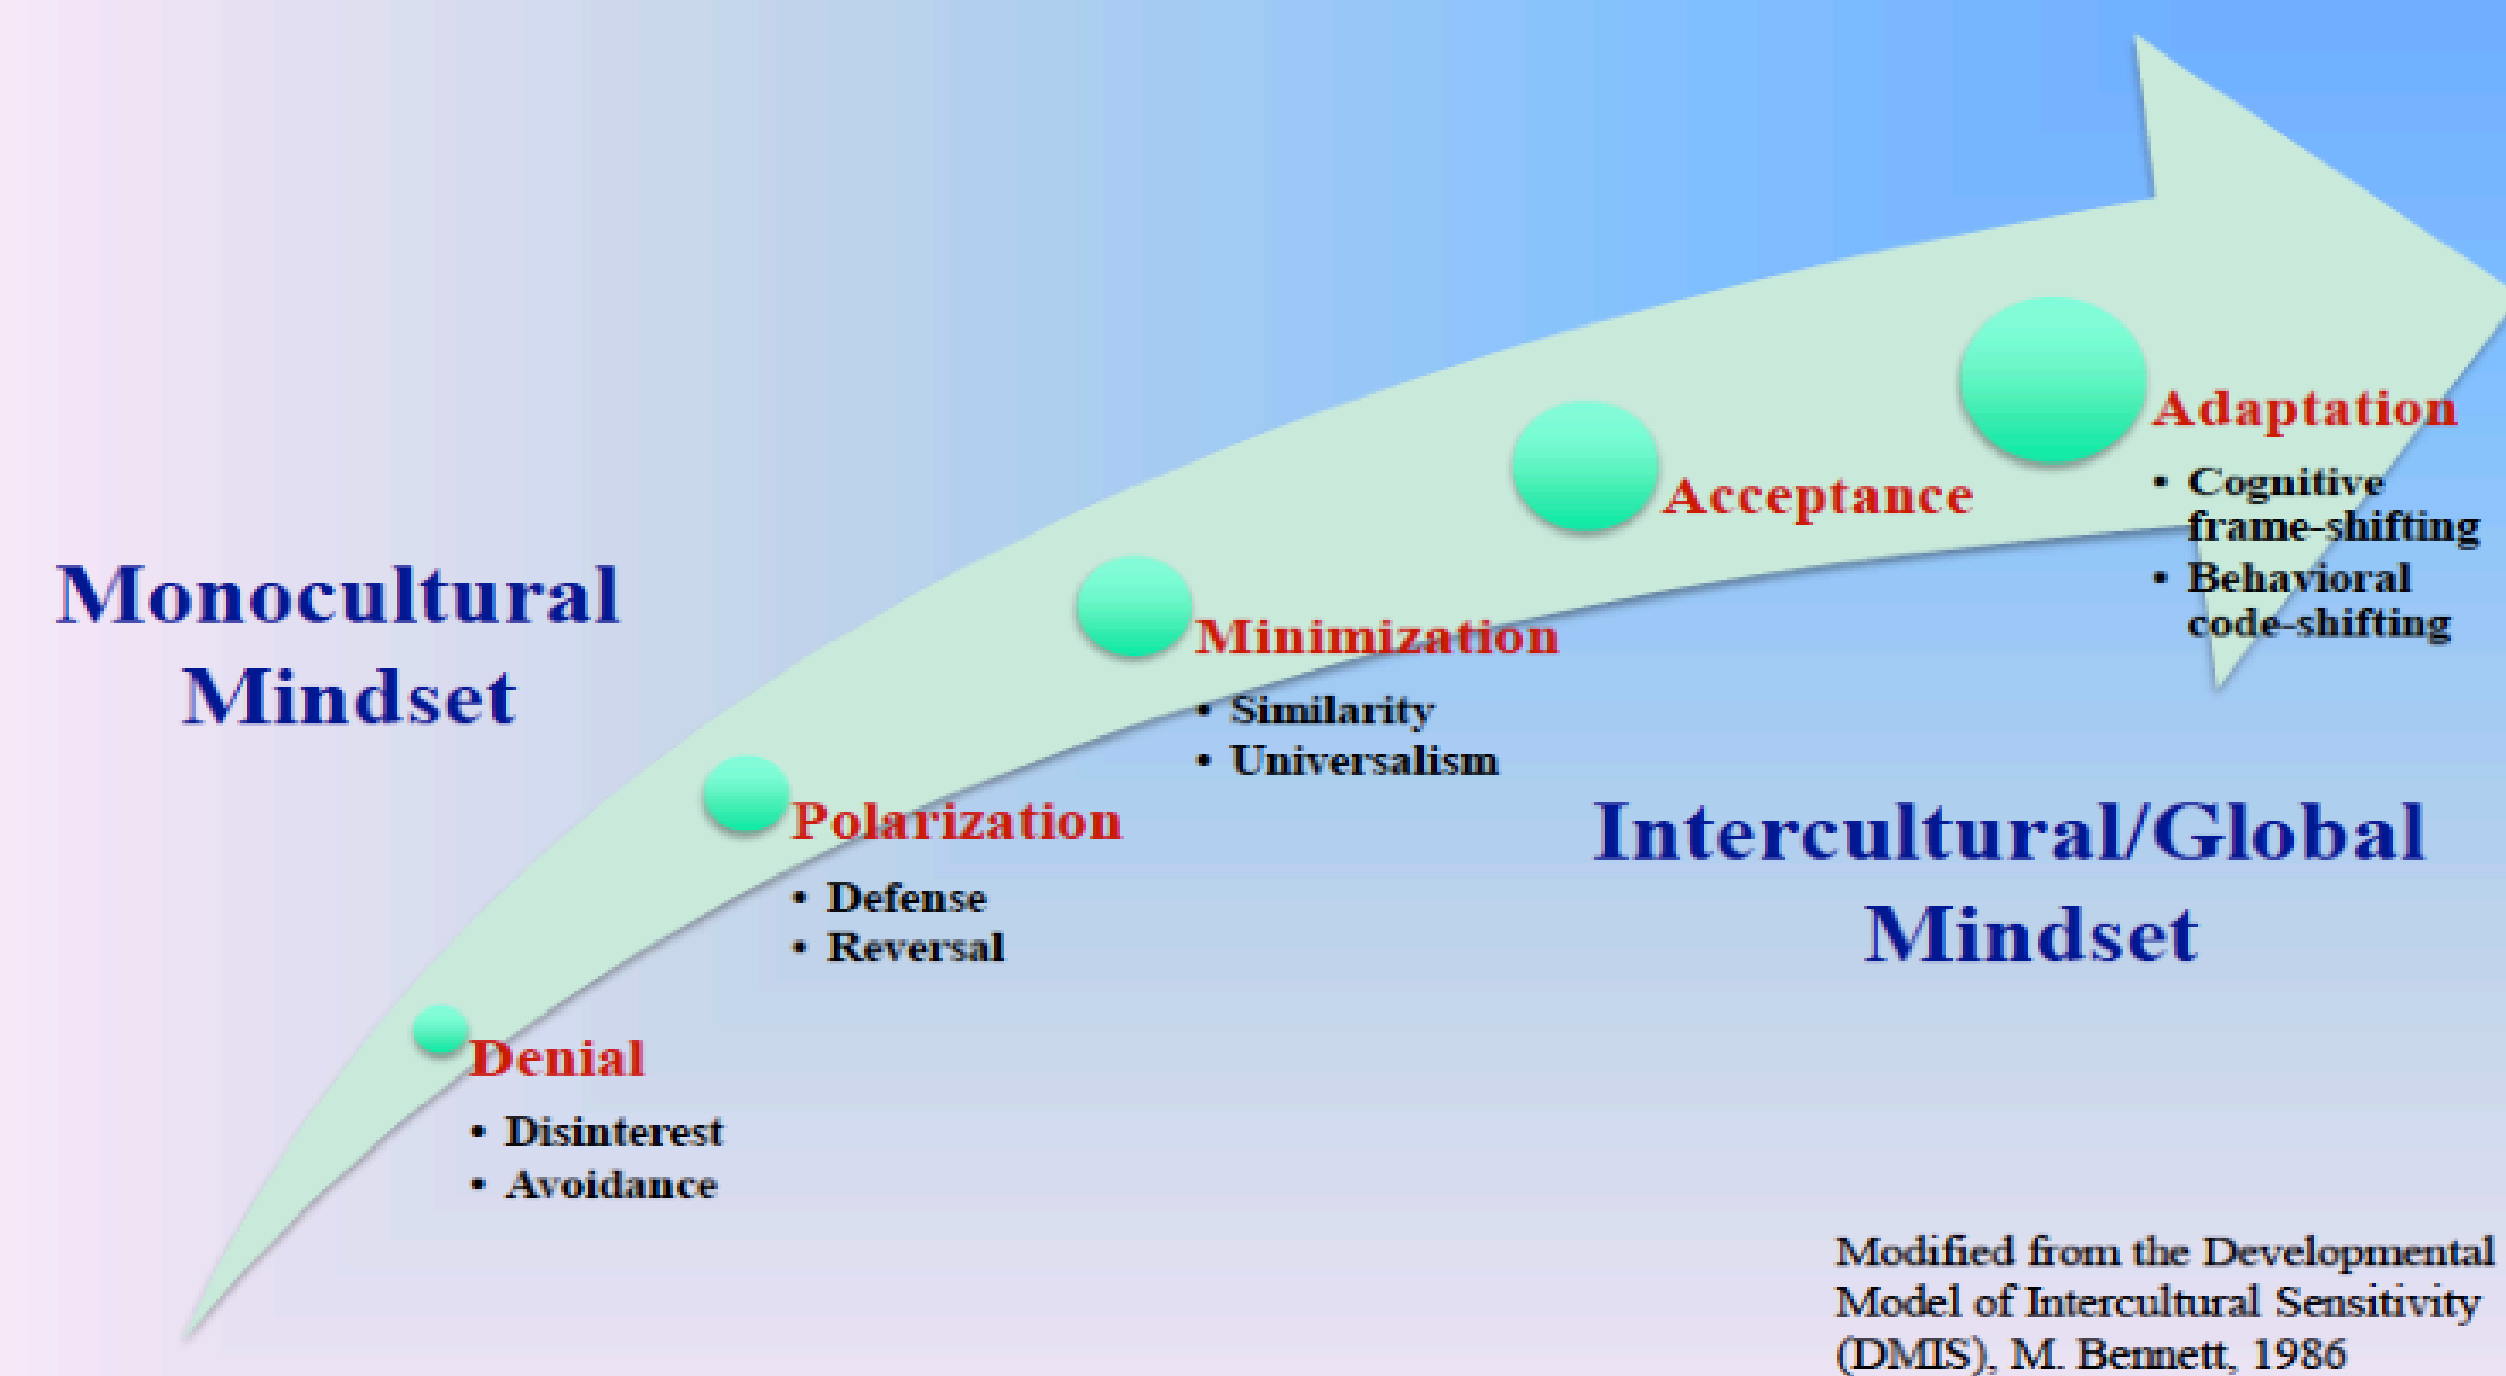 Monocultural
Mindset
Denial
• Disinterest
• Avoidance
Polarization
• Defense
• Reversal
Minimization
• Similarity
• Universalism
Acceptance
Adaptation
• Cognitive
frame-shifting
• Behavioral
code-shifting
Intercultural/Global
Mindset
Modified from the Developmental
Model of Intercultural Sensitivity
(DMIS), M. Bennett, 1986